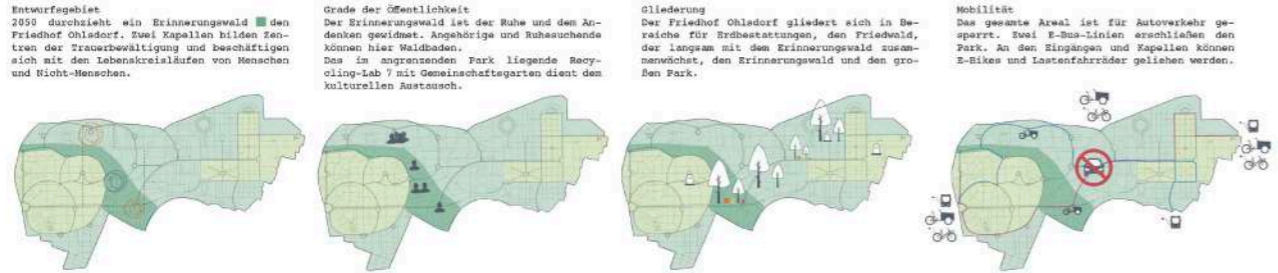 Entwurfsgebiet
2050 durchzieht ein Erinnerungswald den
Friedhof Ohlsdorf. Zwei Kapellen bilden Zen-
tren der Trauerbewältigung und beschäftigen
sich mit den Lebenskreisläufen von Menschen
und Nicht-Menschen.
Grade der Öffentlichkeit
Der Erinnerungswald ist der Ruhe und dem An-
denken gewidmet. Angehörige und Ruhesuchende
können hier Waldbaden.
Das im angrenzenden Park liegende Recy-
cling-Lab 7 mit Gemeinschaftsgarten dient dem
kulturellen Austausch.
Gliederung
Der Friedhof Ohlsdorf gliedert sich in Be-
reiche für Erdbestattungen, den Friedwald,
der langsam mit dem Erinnerungswald zusam-
menwächst, den Erinnerungswald und den gro-
ßen Park.
Mobilität
Das gesamte Areal ist für Autoverkehr ge-
sperrt. Zwei E-Bus-Linien erschließen den
Park. An den Eingängen und Kapellen können
E-Bikes und Lastenfahrräder geliehen werden.